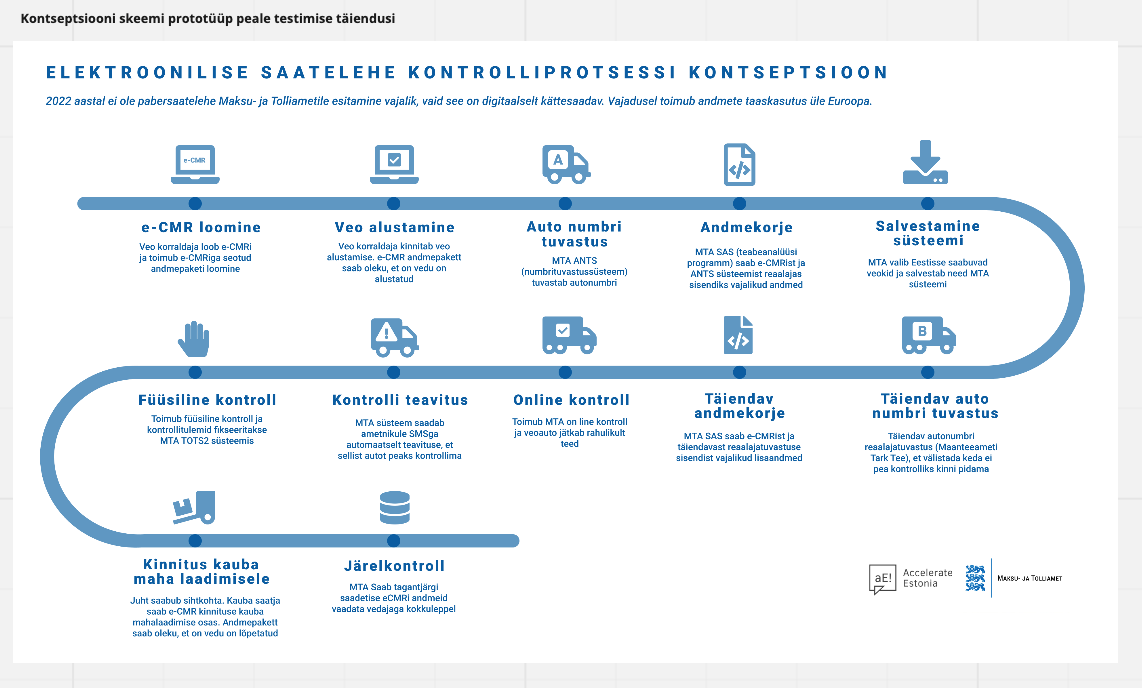 Kontseptsiooni skeemi prototüüp peale testimise täiendusi
ELEKTROONILISE SAATELEHE KONTROLLIPROTSESSI KONTSEPTSIOON
2022 aastal ei ole pabersaatelehe Maksu- ja Tolliametile esitamine vajalik, vaid see on digitaalselt kättesaadav. Vajadusel toimub andmete taaskasutus üle Euroopa.
e-CMR
e-CMR loomine
Veo korraldaja loob e-CMRi
ja toimub e-CMRiga seotud
andmepaketi loomine
Veo alustamine
Veo korraldaja kinnitab veo
alustamise. e-CMR andmepakett
saab oleku, et on vedu on
alustatud
A
Auto numbri
tuvastus
MTA ANTS
(numbrituvastussüsteem)
tuvastab autonumbri
</>
Andmekorje
MTA SAS (teabeanalüüsi
programm) saab e-CMRist ja
ANTS süsteemist reaalajas
sisendiks vajalikud andmed
Salvestamine
süsteemi
MTA valib Eestisse saabuvad
veokid ja salvestab need MTA
süsteemi
Füüsiline kontroll
Toimub füüsiline kontroll ja
kontrollitulemid fikseeritakse
MTA TOTS2 süsteemis
Kontrolli teavitus
MTA süsteem saadab
ametnikule SMSga
automaatselt teavituse, et
sellist autot peaks kontrollima
Online kontroll
Toimub MTA on line kontroll
ja veoauto jätkab rahulikult
teed
</>
Täiendav
andmekorje
MTA SAS saab e-CMRist ja
täiendavast reaalajatuvastuse
sisendist vajalikud lisaandmed
B
Täiendav auto
numbri tuvastus
Täiendav autonumbri
reaalajatuvastus (Maanteeameti
Tark Tee), et välistada keda ei
pea kontrolliks kinni pidama
Kinnitus kauba
maha laadimisele
Juht saabub sihtkohta. Kauba saatja
saab e-CMR kinnituse kauba
mahalaadimise osas. Andmepakett
saab oleku, et on vedu on lõpetatud
Järelkontroll
MTA Saab tagantjärgi
saadetise eCMRi andmeid
vaadata vedajaga kokkuleppel
aE!
Accelerate
Estonia
MAKSU- JA TOLLIAMET